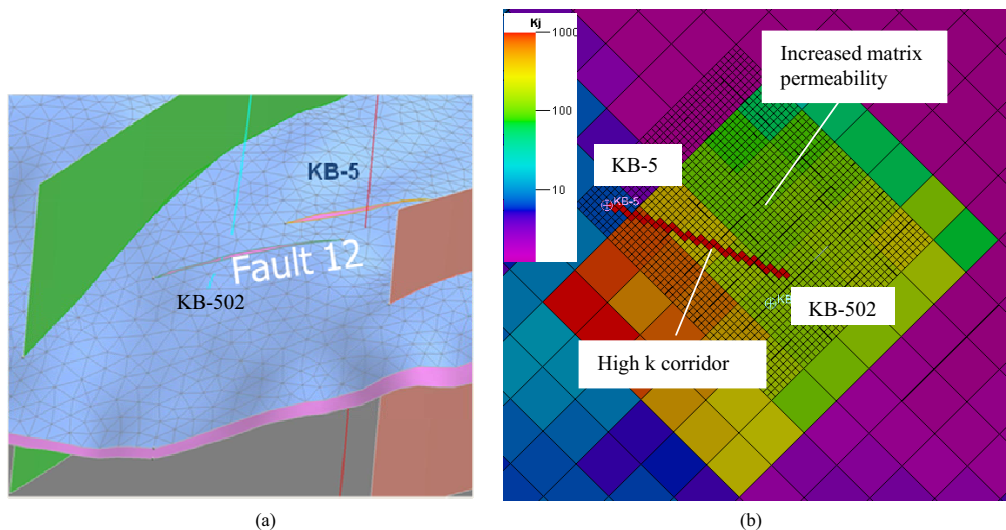 KB-5
Fault 12
KB-502
(a)
Kj
1000
100
10
Increased matrix
permeability
KB-5
KB-5
KB-502
High k corridor
(b)